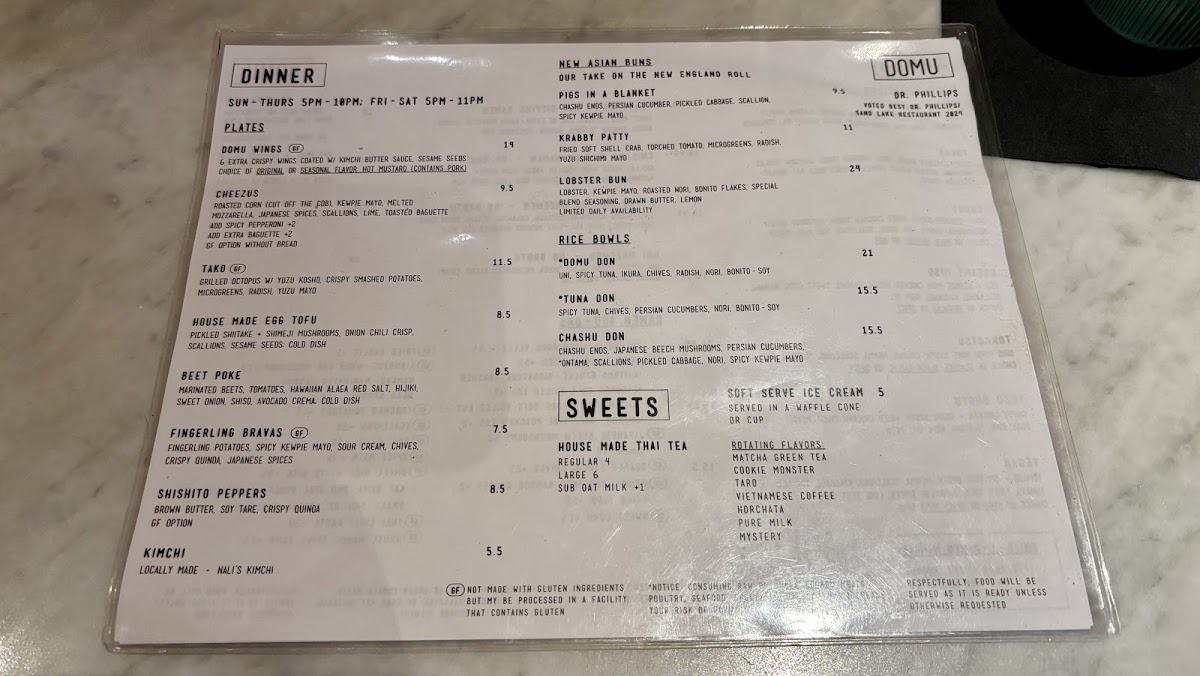 DINNER
SUN - THURS 5PM - 10PM; FRI - SAT 5PM - 11PM
PLATES
DOMU WINGS GF 14
6 EXTRA CRISPY WINGS COATED W/ KIMCHI BUTTER SAUCE, SESAME SEEDS
CHOICE OF ORIGINAL OR SEASONAL FLAVOR: HOT MUSTARD (CONTAINS PORK)
CHEEZUS 9.5
ROASTED CORN (CUT OFF THE COB), KEWPIE MAYO, MELTED
MOZZARELLA, JAPANESE SPICES, SCALLIONS, LIME, TOASTED BAGUETTE
ADD SPICY PEPPERONI +2
ADD EXTRA BAGUETTE +2
GF OPTION WITHOUT BREAD
TAKO GF 11.5
GRILLED OCTOPUS W/ YUZU KOSHO, CRISPY SMASHED POTATOES,
MICROGREENS, RADISH, YUZU MAYO
HOUSE MADE EGG TOFU 8.5
PICKLED SHIITAKE + SHIMEJI MUSHROOMS, ONION CHILI CRISP,
SCALLIONS, SESAME SEEDS; COLD DISH
BEET POKE 8.5
MARINATED BEETS, TOMATOES, HAWAIIAN ALAEA RED SALT, HIJIKI,
SWEET ONION, SHISO, AVOCADO CREMA; COLD DISH
FINGERLING BRAVAS GF 7.5
FINGERLING POTATOES, SPICY KEWPIE MAYO, SOUR CREAM, CHIVES,
CRISPY QUINOA, JAPANESE SPICES
SHISHITO PEPPERS 8.5
BROWN BUTTER, SOY TARE, CRISPY QUINOA
GF OPTION
KIMCHI 5.5
LOCALLY MADE - NALI'S KIMCHI
NEW ASIAN BUNS
OUR TAKE ON THE NEW ENGLAND ROLL
PIGS IN A BLANKET 9.5
CHASHU ENDS, PERSIAN CUCUMBER, PICKLED CABBAGE, SCALLION,
SPICY KEWPIE MAYO
KRABBY PATTY 11
FRIED SOFT SHELL CRAB, TORCHED TOMATO, MICROGREENS, RADISH,
YUZU SHICHIMI MAYO
LOBSTER BUN 24
LOBSTER, KEWPIE MAYO, ROASTED NORI, BONITO FLAKES, SPECIAL
BLEND SEASONING, DRAWN BUTTER, LEMON
LIMITED DAILY AVAILABILITY
RICE BOWLS
*DOMU DON 21
UNI, SPICY TUNA, IKURA, CHIVES, RADISH, NORI, BONITO - SOY
*TUNA DON 15.5
SPICY TUNA, CHIVES, PERSIAN CUCUMBERS, NORI, BONITO - SOY
CHASHU DON 15.5
CHASHU ENDS, JAPANESE BEECH MUSHROOMS, PERSIAN CUCUMBERS,
*ONTAMA, SCALLIONS, PICKLED CABBAGE, NORI, SPICY KEWPIE MAYO
DOMU
DR. PHILLIPS
VOTED BEST DR. PHILLIPS/
SAND LAKE RESTAURANT 2024
SWEETS
HOUSE MADE THAI TEA
REGULAR 4
LARGE 6
SUB OAT MILK +1
SOFT SERVE ICE CREAM 5
SERVED IN A WAFFLE CONE
OR CUP
ROTATING FLAVORS:
MATCHA GREEN TEA
COOKIE MONSTER
TARO
VIETNAMESE COFFEE
HORCHATA
PURE MILK
MYSTERY
GF NOT MADE WITH GLUTEN INGREDIENTS
BUT MY BE PROCESSED IN A FACILITY
THAT CONTAINS GLUTEN
*NOTICE: CONSUMING RAW
POULTRY, SEAFOOD
YOUR RISK OF
RESPECTFULLY, FOOD WILL BE
SERVED AS IT IS READY UNLESS
OTHERWISE REQUESTED